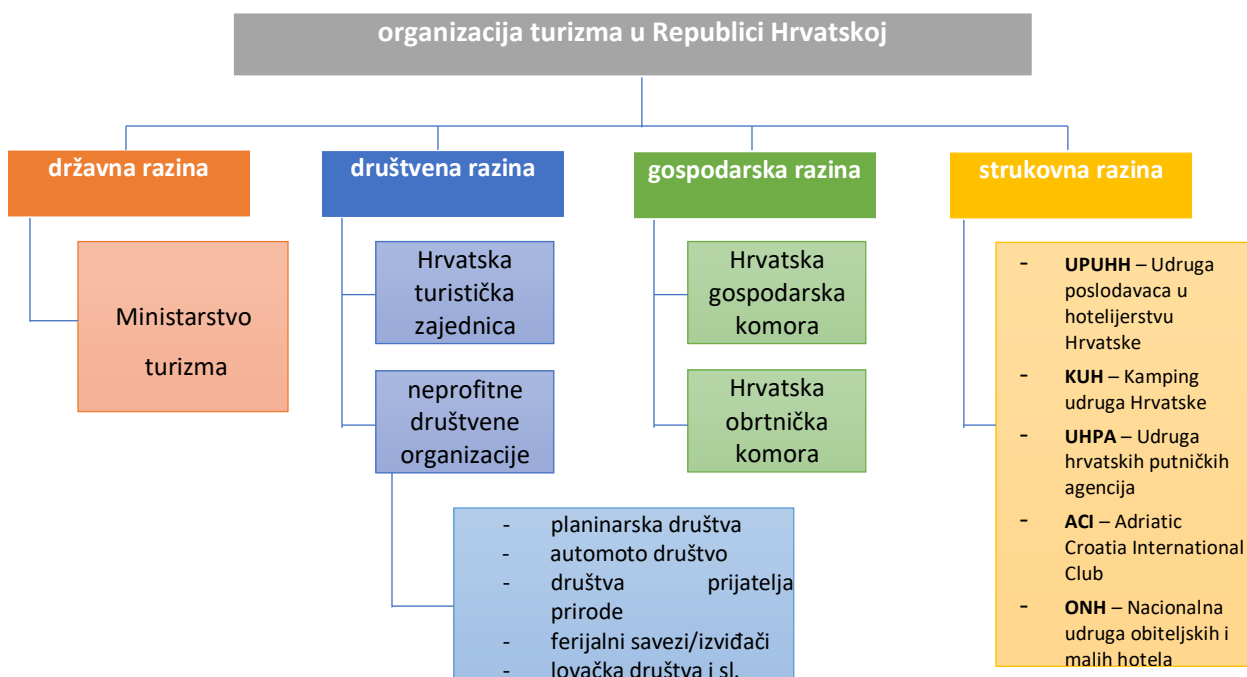 organizacija turizma u Republici Hrvatskoj
državna razina
društvena razina
gospodarska razina
strukovna razina
Ministarstvo
turizma
Hrvatska
turistička
zajednica
neprofitne
društvene
organizacije
- planinarska društva
- automoto društvo
- društva prijatelja
prirode
- ferijalni savezi/izviđači
- lovačka društva i sl.
Hrvatska
gospodarska
komora
Hrvatska
obrtnička
komora
- UPUHH – Udruga
poslodavaca u
hotelijerstvu
Hrvatske
- KUH – Kamping
udruga Hrvatske
- UHPA – Udruga
hrvatskih putničkih
agencija
- ACI – Adriatic
Croatia International
Club
- ONH – Nacionalna
udruga obiteljskih i
malih hotela